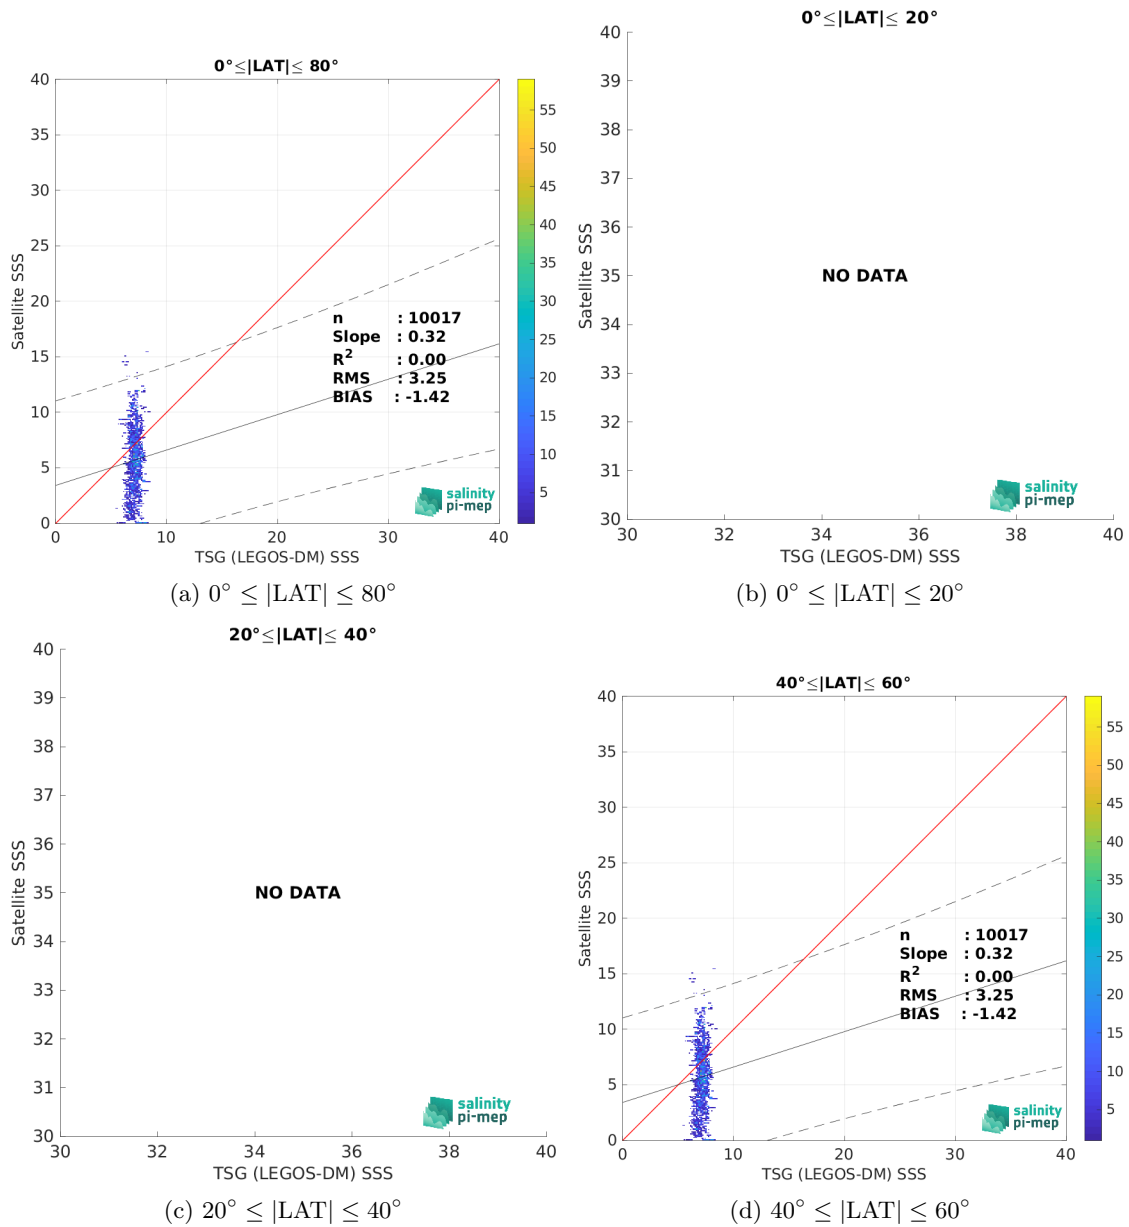 0°≤|LAT|≤ 80°
40
35
30
25
20
15
10
5
0
0
10
20
30
40
Satellite SSS
TSG (LEGOS-DM) SSS
n : 10017
Slope : 0.32
R2 : 0.00
RMS : 3.25
BIAS : -1.42
salinity
pi-mep
55
50
45
40
35
30
25
20
15
10
5
(a) 0° ≤ |LAT| ≤ 80°
0°≤|LAT|≤ 20°
40
39
38
37
36
35
34
33
32
31
30
30
32
34
36
38
40
Satellite SSS
TSG (LEGOS-DM) SSS
NO DATA
salinity
pi-mep
(b) 0° ≤ |LAT| ≤ 20°
20°≤|LAT|≤ 40°
40
39
38
37
36
35
34
33
32
31
30
30
32
34
36
38
40
Satellite SSS
TSG (LEGOS-DM) SSS
NO DATA
salinity
pi-mep
(c) 20° ≤ |LAT| ≤ 40°
40°≤|LAT|≤ 60°
40
35
30
25
20
15
10
5
0
0
10
20
30
40
Satellite SSS
TSG (LEGOS-DM) SSS
n : 10017
Slope : 0.32
R2 : 0.00
RMS : 3.25
BIAS : -1.42
salinity
pi-mep
55
50
45
40
35
30
25
20
15
10
5
(d) 40° ≤ |LAT| ≤ 60°